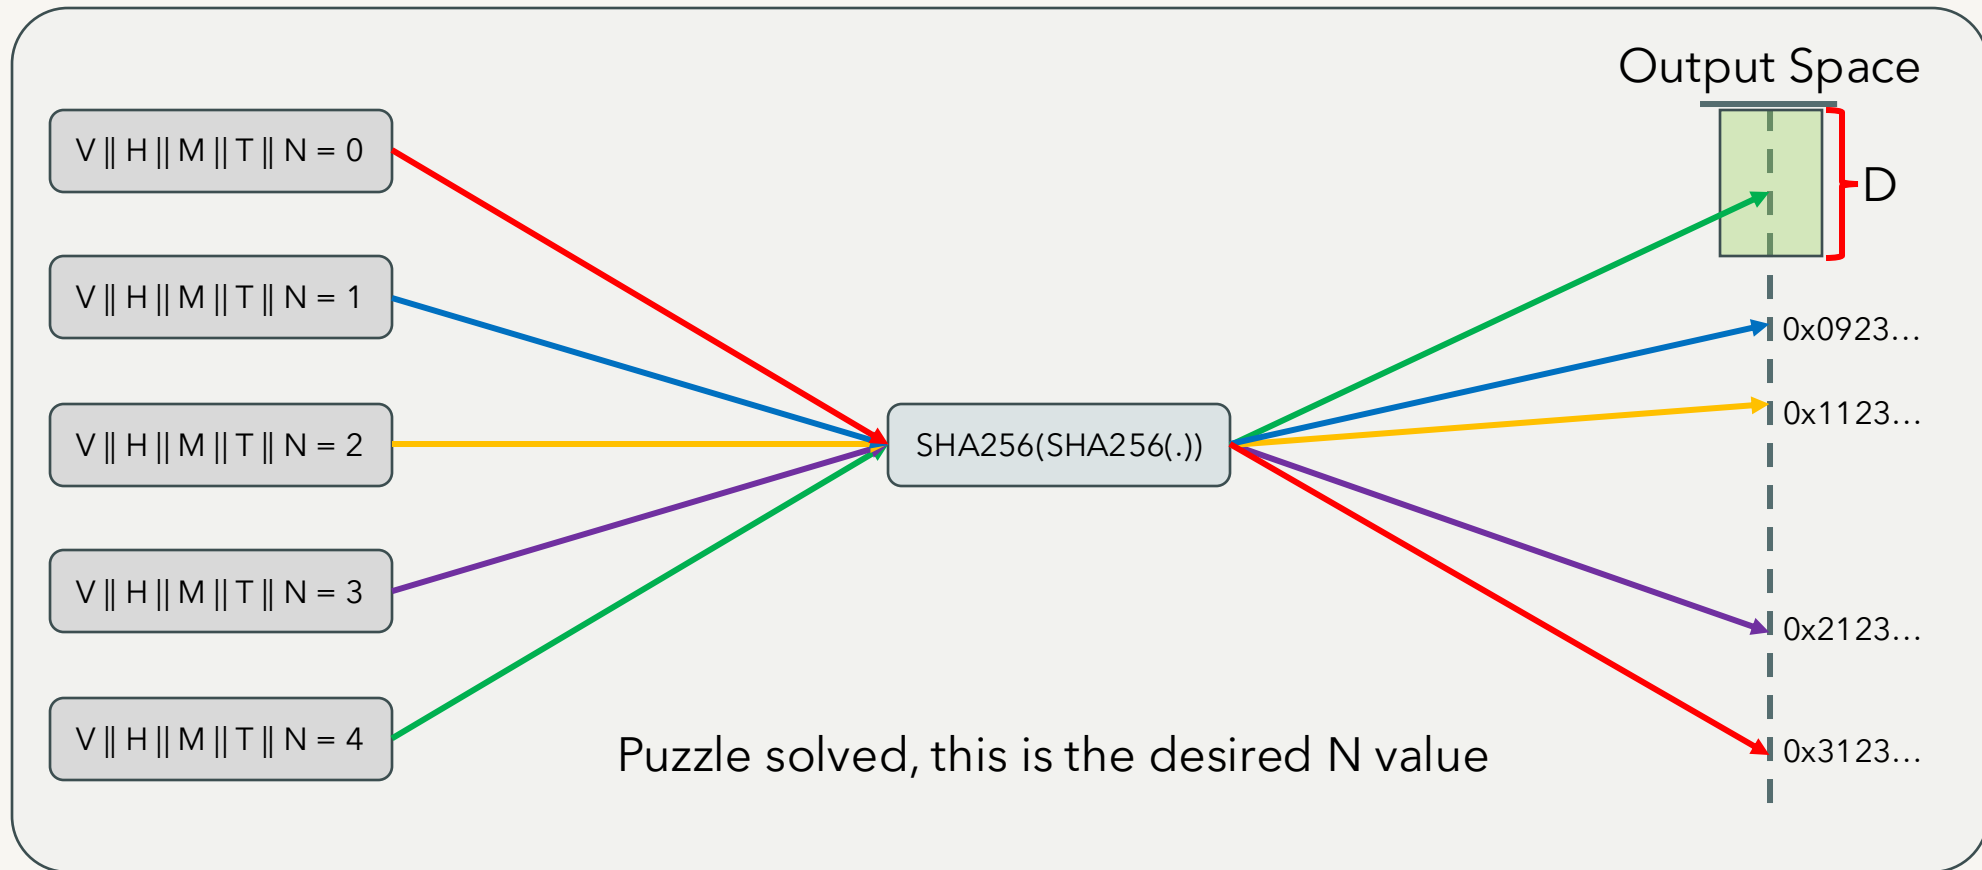 Output Space
V || H || M || T || N = 0
D
V || H || M || T || N = 1
0x0923...
V || H || M || T || N = 2
SHA256(SHA256(.))
0x1123...
V || H || M || T || N = 3
0x2123...
V || H || M || T || N = 4
Puzzle solved, this is the desired N value
0x3123...